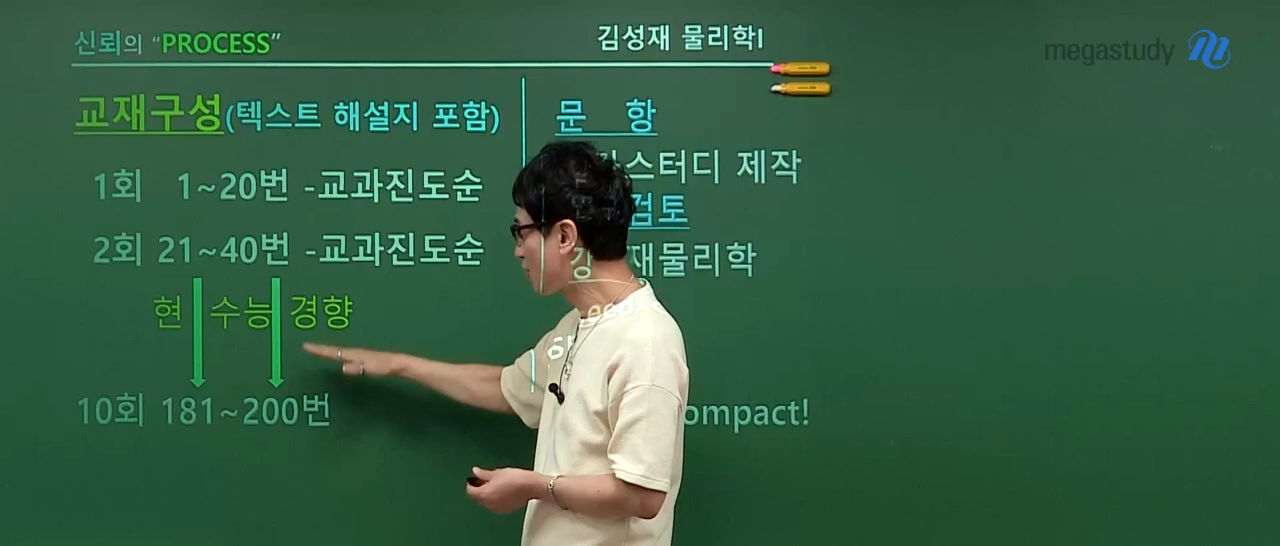 신뢰의 "PROCESS"
김성재 물리학I
megastudy
교재구성(텍스트 해설지 포함)
1회 1~20번 -교과진도순
2회 21~40번 -교과진도순
현 수능 경향
10회 181~200번
문 항
스터디 제작
검토
강 재물리학
ompact!